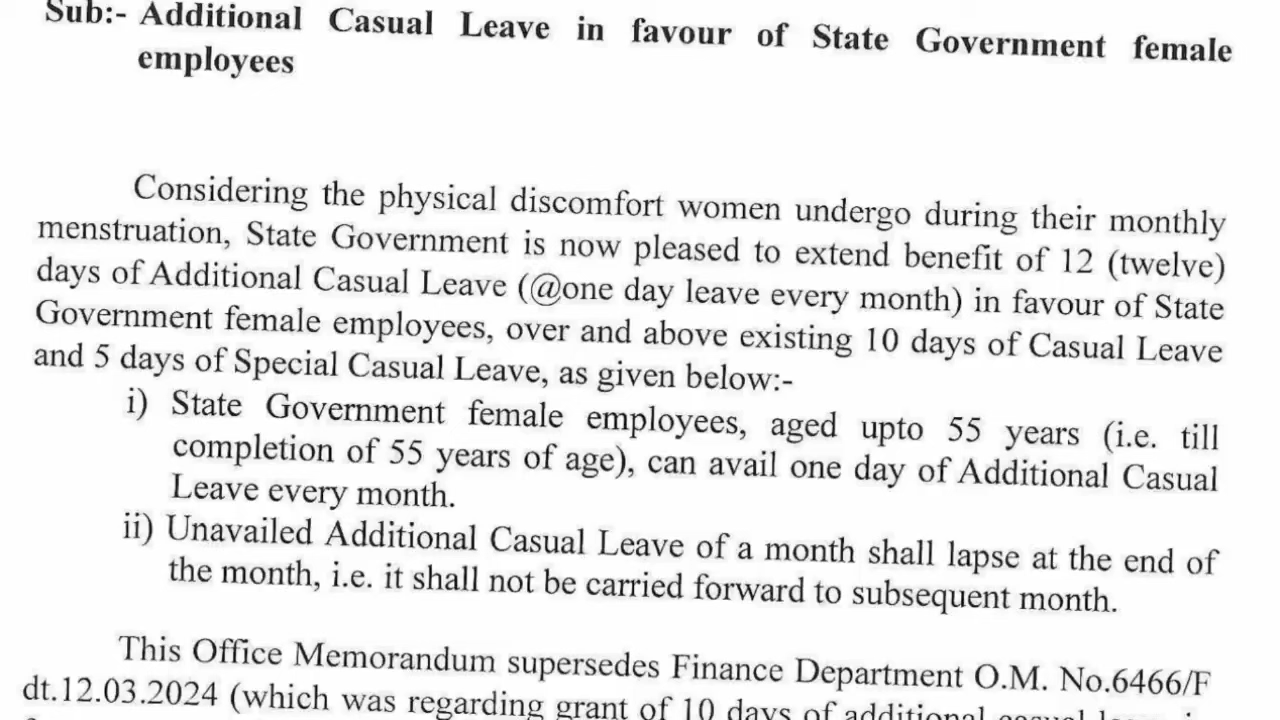 Sub:- Additional Casual Leave in favour of State Government female
employees
Considering the physical discomfort women undergo during their monthly
menstruation, State Government is now pleased to extend benefit of 12 (twelve)
days of Additional Casual Leave (@one day leave every month) in favour of State
Government female employees, over and above existing 10 days of Casual Leave
and 5 days of Special Casual Leave, as given below:-
i) State Government female employees, aged upto 55 years (i.e. till
completion of 55 years of age), can avail one day of Additional Casual
Leave every month.
ii) Unavailed Additional Casual Leave of a month shall lapse at the end of
the month, i.e. it shall not be carried forward to subsequent month.
This Office Memorandum supersedes Finance Department O.M. No.6466/F
dt.12.03.2024 (which was regarding grant of 10 days of additional casual leave